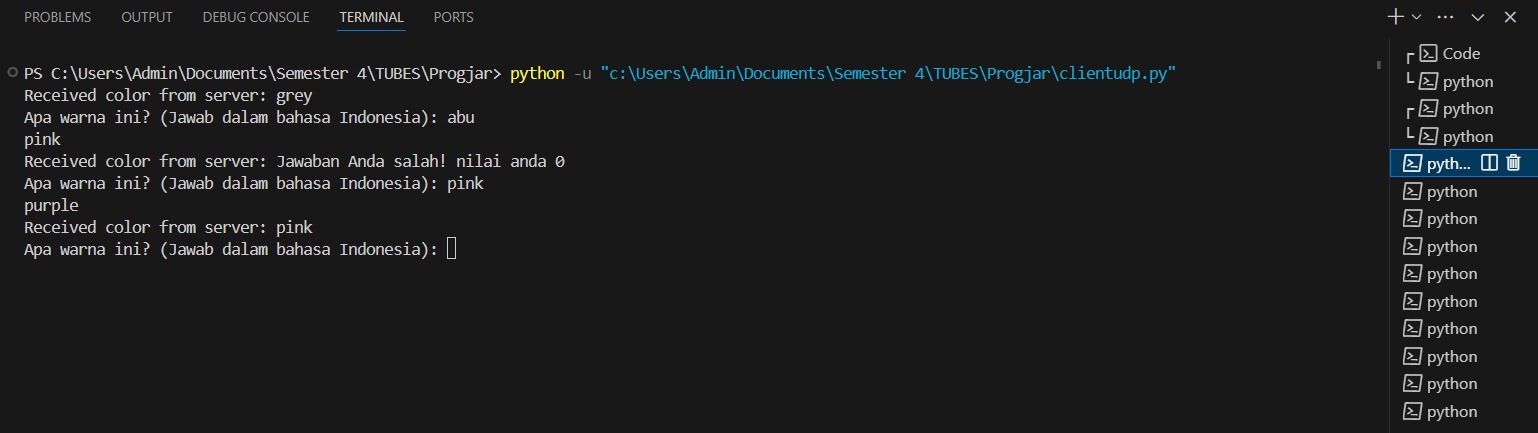 PROBLEMS OUTPUT DEBUG CONSOLE TERMINAL PORTS
PS C:\Users\Admin\Documents\Semester 4\TUBES\Progjar> python -u "c:\Users\Admin\Documents\Semester 4\TUBES\Progjar\clientudp.py"
Received color from server: grey
Apa warna ini? (Jawab dalam bahasa Indonesia): abu
pink
Received color from server: Jawaban Anda salah! nilai anda 0
Apa warna ini? (Jawab dalam bahasa Indonesia): pink
purple
Received color from server: pink
Apa warna ini? (Jawab dalam bahasa Indonesia):
Code
python
python
python
pyth...
python
python
python
python
python
python
python
python
python